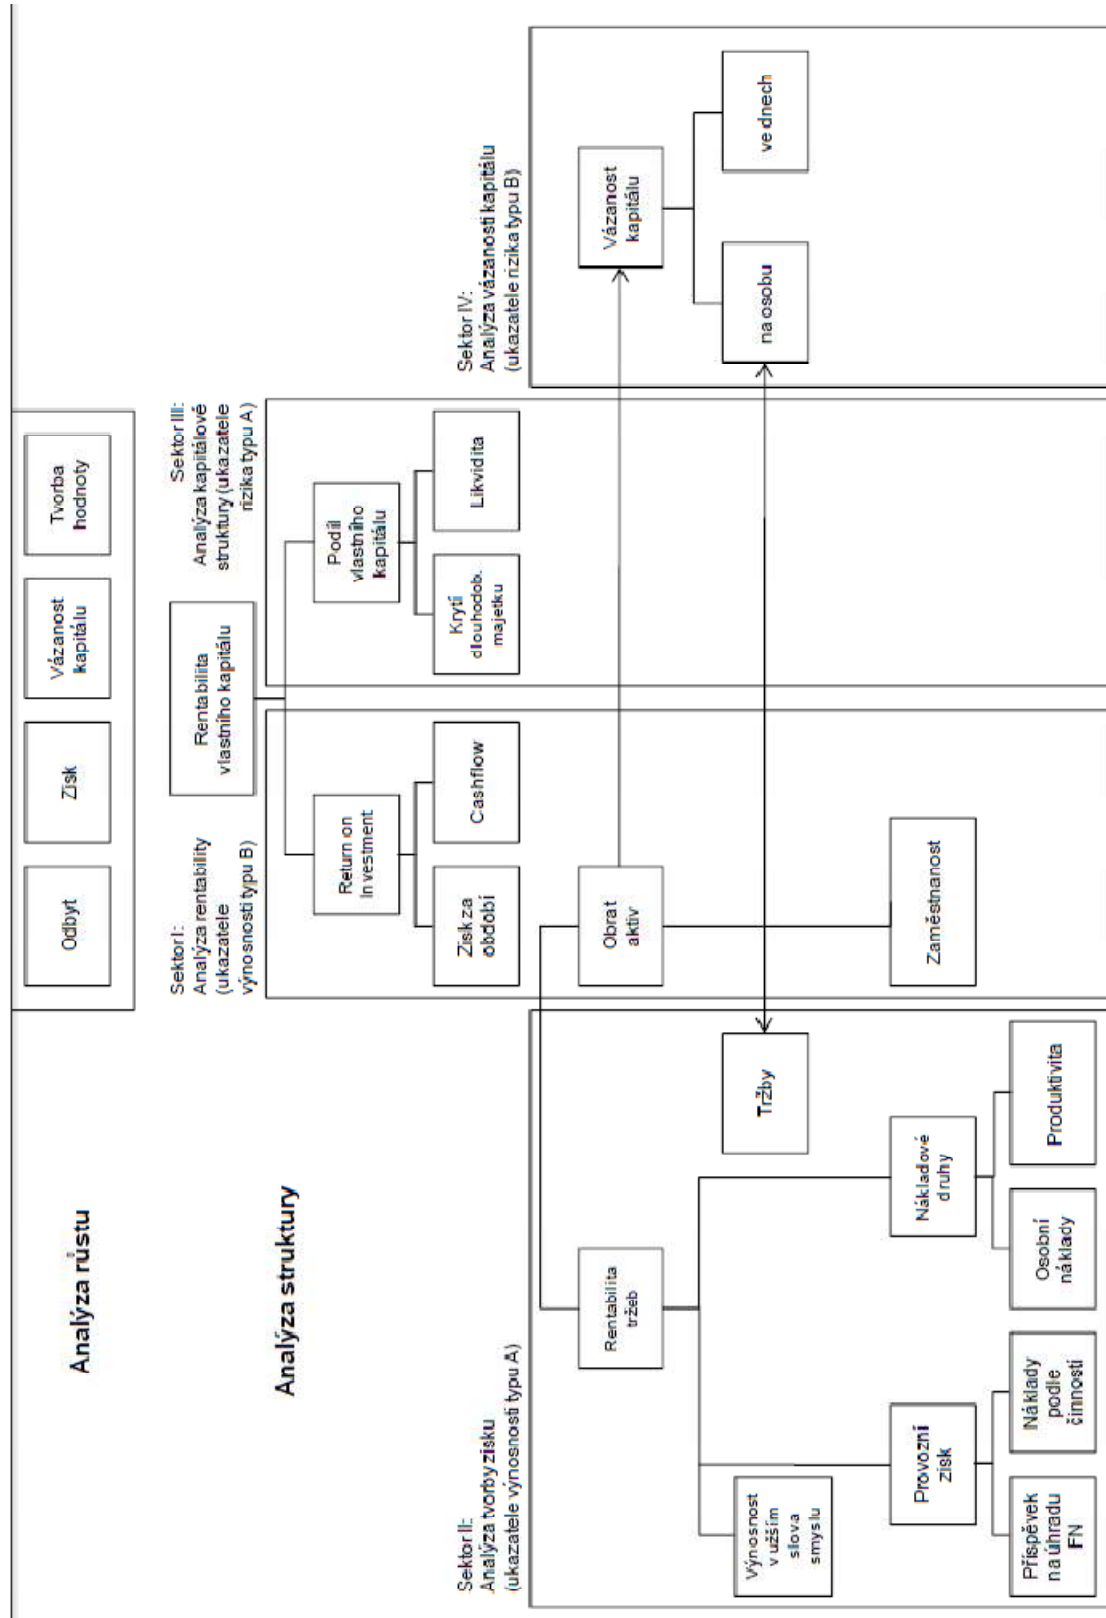 Analýza růstu
Odbyt
Zisk
Vázanost
kapitálu
Tvorba
hodnoty
Analýza struktury
Rentabilita
vlastního kapitálu
Sektor I:
Analýza rentability
(ukazatele
výnosnosti typu B)
Sektor III:
Analýza kapitálové
struktury (ukazatele
rizika typu A)
Return on
Investment
Podíl
vlastního
kapitálu
Zisk za
období
Cashflow
Krytí
dlouhodob.
majetku
Likvidita
Sektor II:
Analýza tvorby zisku
(ukazatele výnosnosti typu A)
Sektor IV:
Analýza vázanosti kapitálu
(ukazatele rizika typu B)
Rentabilita
tržeb
Obrat
aktiv
Vázanost
kapitálu
Výnosnost
v užším
slova
smyslu
Tržby
na osobu
ve dnech
Provozní
zisk
Nákladové
druhy
Zaměstnanost
Příspěvek
na úhradu
FN
Náklady
podle
činností
Osobní
náklady
Produktivita